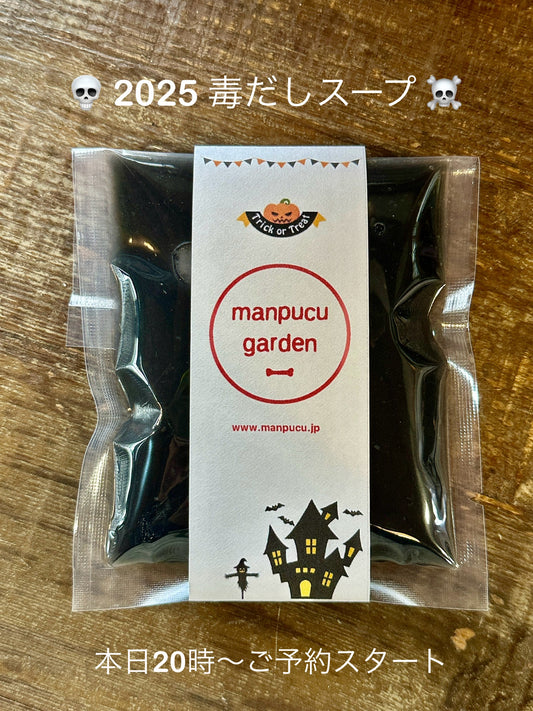 💀 2025 毒だしスープ ☠️
Trick or Treat
manpucu
garden
www.manpucu.jp
本日20時〜ご予約スタート